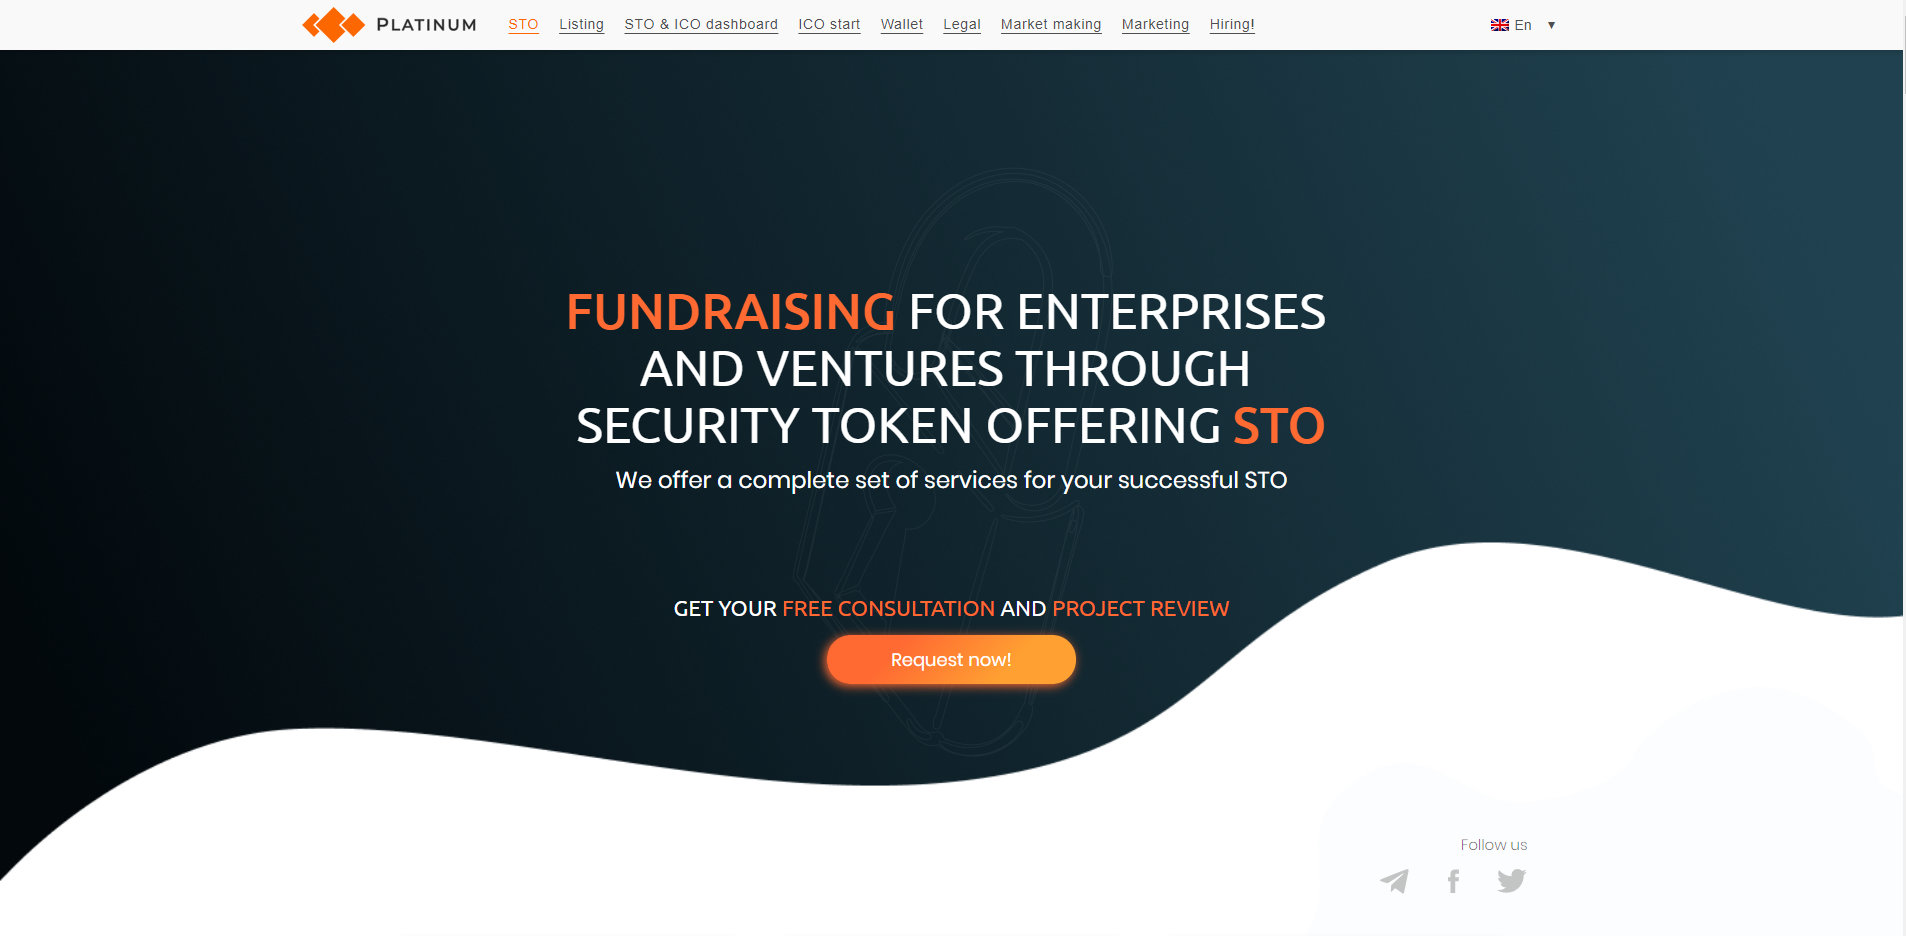 PLATINUM
STO Listing STO & ICO dashboard ICO start Wallet Legal Market making Marketing Hiring! En
FUNDRAISING FOR ENTERPRISES
AND VENTURES THROUGH
SECURITY TOKEN OFFERING STO
We offer a complete set of services for your successful STO
GET YOUR FREE CONSULTATION AND PROJECT REVIEW
Request now!
Follow us